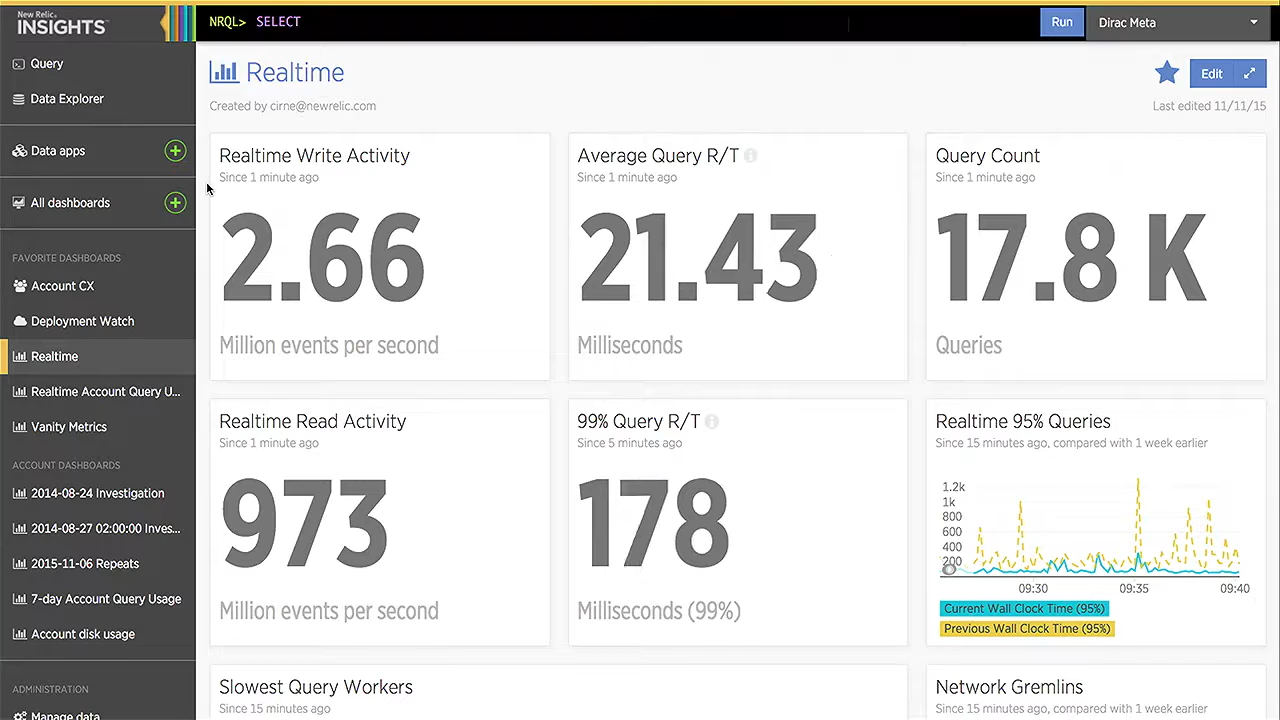 New Relic
INSIGHTS
NRQL> SELECT
Run
Dirac Meta
Query
Data Explorer
Data apps
All dashboards
FAVORITE DASHBOARDS
Account CX
Deployment Watch
Realtime
Realtime Account Query U...
Vanity Metrics
ACCOUNT DASHBOARDS
2014-08-24 Investigation
2014-08-27 02:00:00 Inves...
2015-11-06 Repeats
7-day Account Query Usage
Account disk usage
ADMINISTRATION
Manage data
Realtime
Edit
Created by cirne@newrelic.com
Last edited 11/11/15
Realtime Write Activity
Since 1 minute ago
2.66
Million events per second
Average Query R/T
Since 1 minute ago
21.43
Milliseconds
Query Count
Since 1 minute ago
17.8 K
Queries
Realtime Read Activity
Since 1 minute ago
973
Million events per second
99% Query R/T
Since 5 minutes ago
178
Milliseconds (99%)
Realtime 95% Queries
Since 15 minutes ago, compared with 1 week earlier
1.2k
1k
800
600
400
200
0
09:30 09:35 09:40
Current Wall Clock Time (95%)
Previous Wall Clock Time (95%)
Slowest Query Workers
Since 15 minutes ago
Network Gremlins
Since 15 minutes ago, compared with 1 week earlier